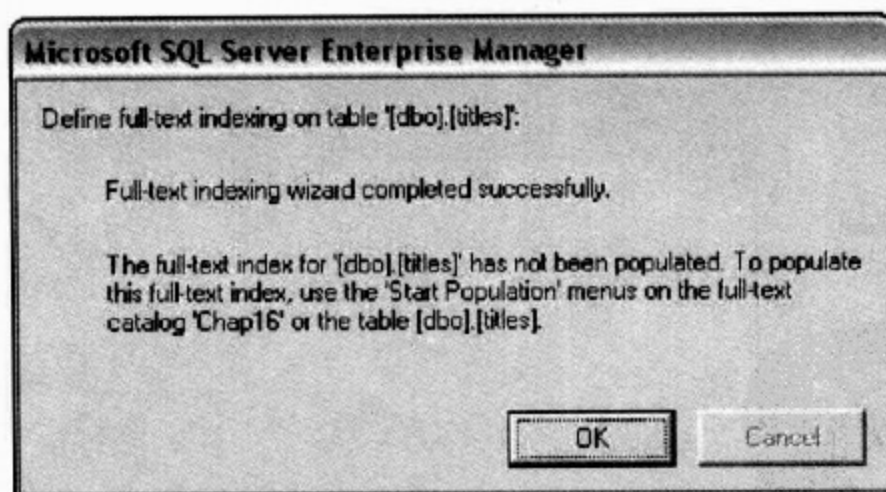 Microsoft SQL Server Enterprise Manager
Define full-text indexing on table '[dbo].[titles]':
Full-text indexing wizard completed successfully.
The full-text index for '[dbo].[titles]' has not been populated. To populate
this full-text index, use the 'Start Population' menus on the full-text
catalog 'Chap16' or the table [dbo].[titles].
OK
Cancel